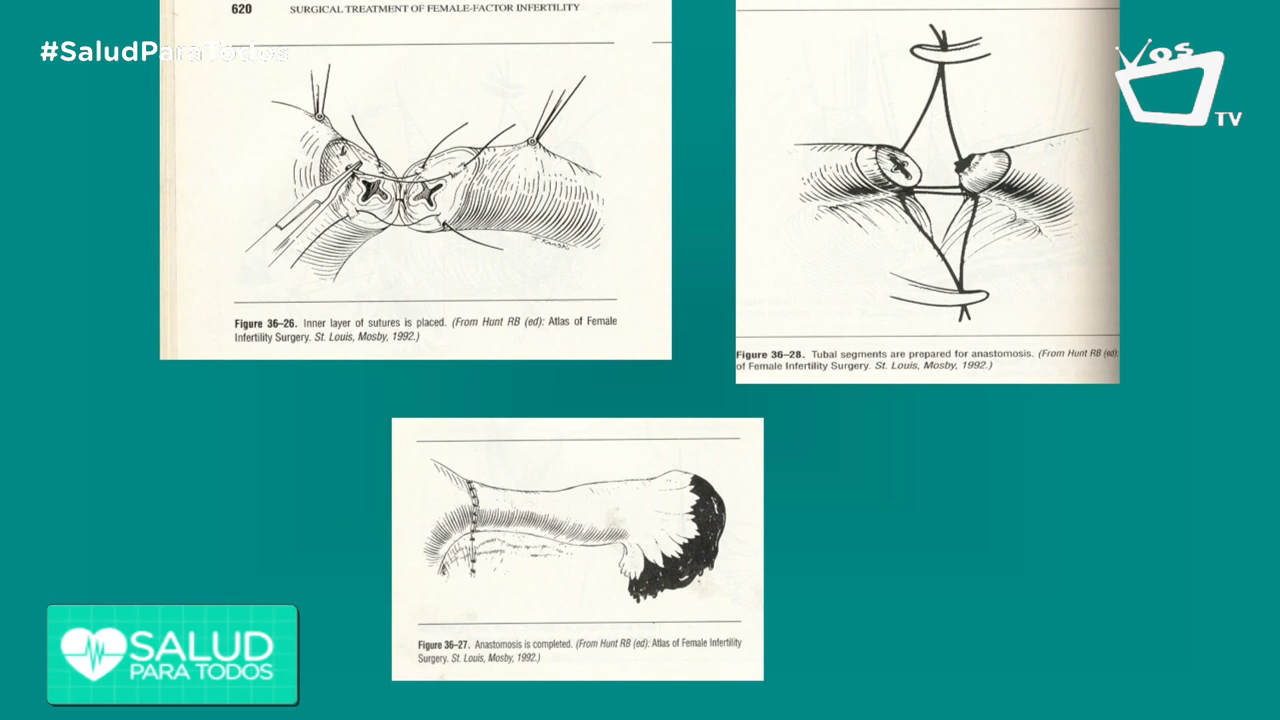 620 SURGICAL TREATMENT OF FEMALE-FACTOR INFERTILITY
#SaludParaTodos
Figure 36–26. Inner layer of sutures is placed. (From Hunt RB (ed): Atlas of Female
Infertility Surgery. St. Louis, Mosby, 1992.)
VOS
TV
Figure 36–28. Tubal segments are prepared for anastomosis. (From Hunt RB (ed):
of Female Infertility Surgery. St. Louis, Mosby, 1992.)
Figure 36–27. Anastomosis is completed. (From Hunt RB (ed): Atlas of Female Infertility
Surgery. St. Louis, Mosby, 1992.)
SALUD
PARA TODOS